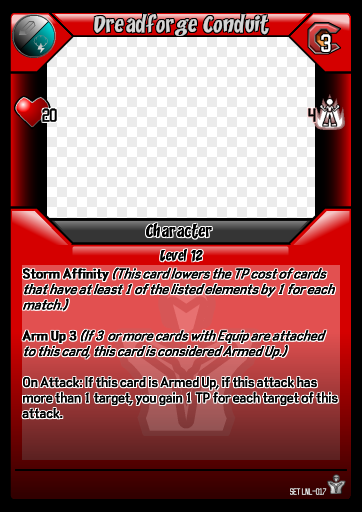 Dreadforge Conduit
3
20
4
Character
Level 12
Storm Affinity (This card lowers the TP cost of cards
that have at least 1 of the listed elements by 1 for each
match.)
Arm Up 3 (If 3 or more cards with Equip are attached
to this card, this card is considered Armed Up.)
On Attack: If this card is Armed Up, if this attack has
more than 1 target, you gain 1 TP for each target of this
attack.
SET LNL-017